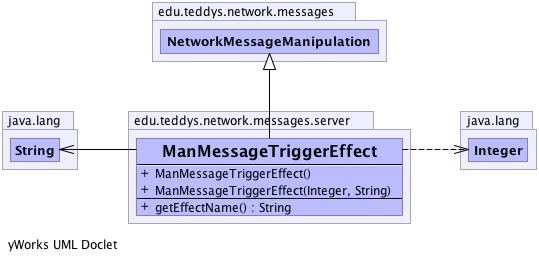 edu.teddys.network.messages
NetworkMessageManipulation
java.lang
String
edu.teddys.network.messages.server
ManMessageTriggerEffect
+ ManMessageTriggerEffect()
+ ManMessageTriggerEffect(Integer, String)
+ getEffectName() : String
java.lang
Integer
yWorks UML Doclet